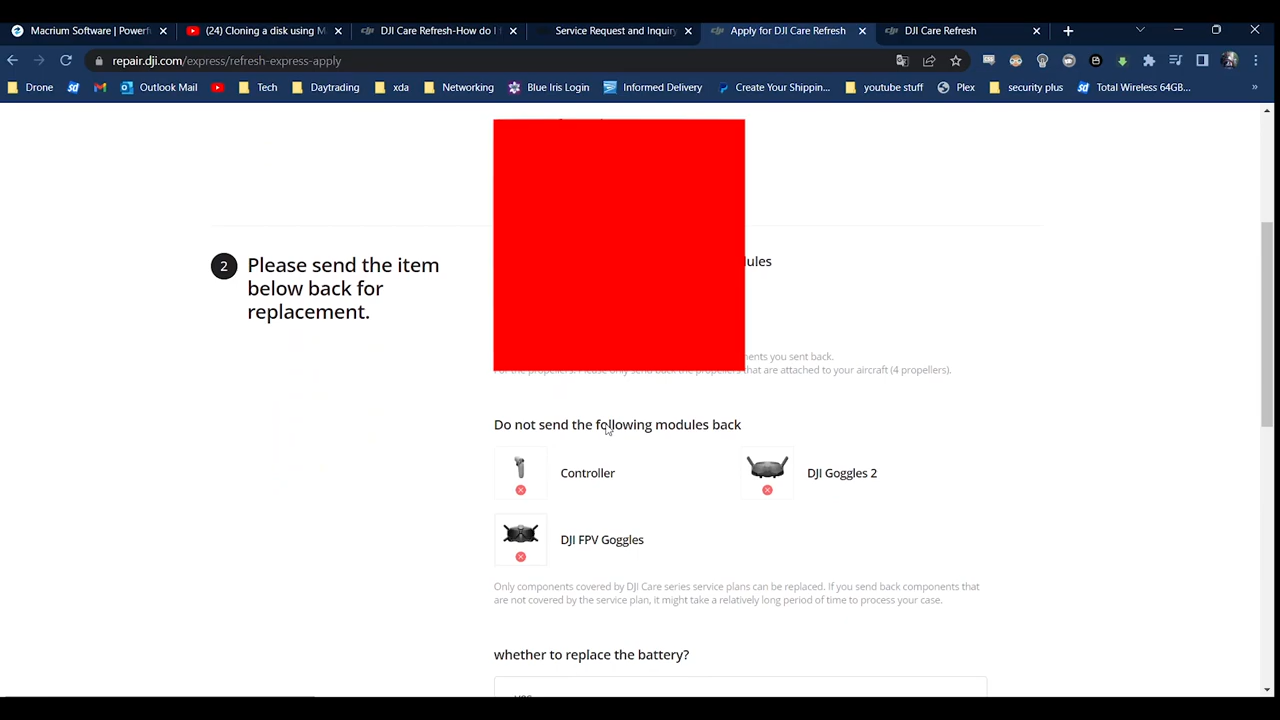 Macrium Software | Powerf
(24) Cloning a disk using M
DJI Care Refresh-How do I
Service Request and Inquiry
Apply for DJI Care Refresh
DJI Care Refresh
repair.dji.com/express/refresh-express-apply
Drone
Outlook Mail
Tech
Daytrading
xda
Networking
Blue Iris Login
Informed Delivery
Create Your Shippin...
youtube stuff
Plex
security plus
Total Wireless 64GB...
»
2
Please send the item
below back for
replacement.
ules
ents you sent back.
that are attached to your aircraft (4 propellers).
Do not send the following modules back
Controller
DJI Goggles 2
DJI FPV Goggles
Only components covered by DJI Care series service plans can be replaced. If you send back components that
are not covered by the service plan, it might take a relatively long period of time to process your case.
whether to replace the battery?